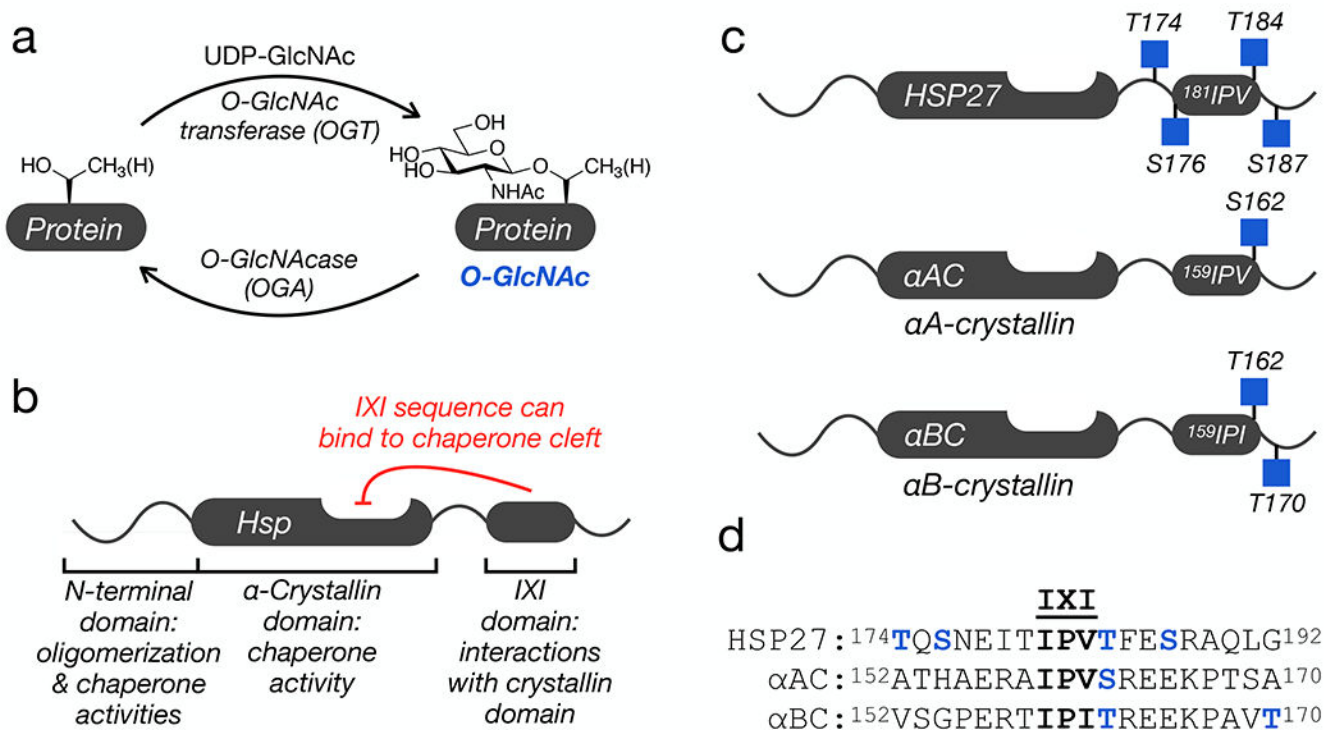 a
UDP-GlcNAc
O-GlcNAc
transferase (OGT)
HO
CH₃(H)
Protein
OH
HO
HO
O
O
NHAc
CH₃(H)
Protein
O-GlcNAc
O-GlcNAcase
(OGA)
b
IXI sequence can
bind to chaperone cleft
Hsp
N-terminal
domain:
oligomerization
& chaperone
activities
α-Crystallin
domain:
chaperone
activity
IXI
domain:
interactions
with crystallin
domain
c
T174
T184
HSP27
¹⁸¹IPV
S176
S187
S162
αAC
¹⁵⁹IPV
αA-crystallin
T162
αBC
¹⁵⁹IPI
αB-crystallin
T170
d
IXI
HSP27:¹⁷⁴TQSNEITIPVTFESRAQLG¹⁹²
αAC:¹⁵²ATHAERAIPVSREEKPTSA¹⁷⁰
αBC:¹⁵²VSGPERTIPITREEKPAVT¹⁷⁰